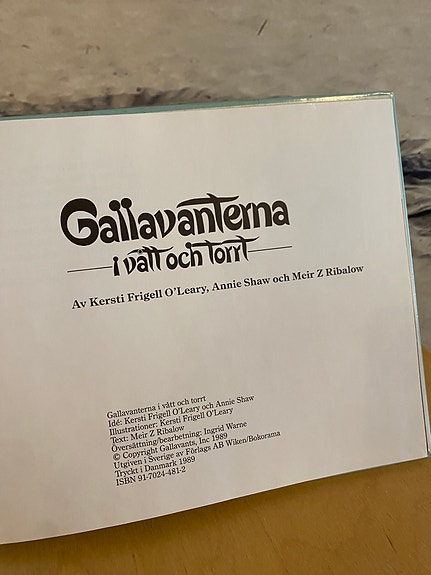 Gallavanterna
i vått och torrt
Av Kersti Frigell O'Leary, Annie Shaw och Meir Z Ribalow
Gallavanterna i vått och torrt
Idé: Kersti Frigell O'Leary och Annie Shaw
Illustrationer: Kersti Frigell O'Leary
Text: Meir Z Ribalow
Översättning/bearbetning: Ingrid Warne
© Copyright Gallavants, Inc 1989
Utgiven i Sverige av Förlags AB Wiken/Bokorama
Tryckt i Danmark 1989
ISBN 91-7024-481-2